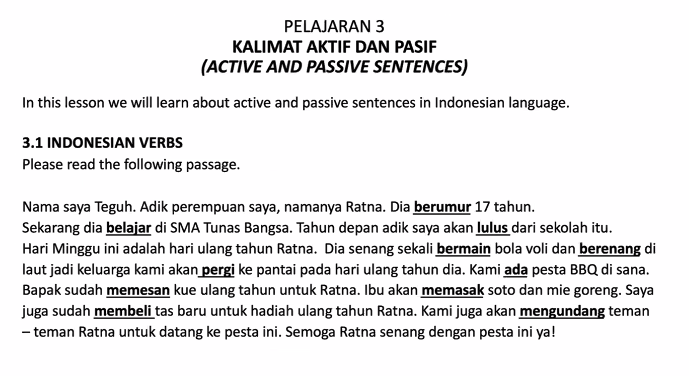 PELAJARAN 3
KALIMAT AKTIF DAN PASIF
(ACTIVE AND PASSIVE SENTENCES)
In this lesson we will learn about active and passive sentences in Indonesian language.
3.1 INDONESIAN VERBS
Please read the following passage.
Nama saya Teguh. Adik perempuan saya, namanya Ratna. Dia berumur 17 tahun.
Sekarang dia belajar di SMA Tunas Bangsa. Tahun depan adik saya akan lulus dari sekolah itu.
Hari Minggu ini adalah hari ulang tahun Ratna. Dia senang sekali bermain bola voli dan berenang di
laut jadi keluarga kami akan pergi ke pantai pada hari ulang tahun dia. Kami ada pesta BBQ di sana.
Bapak sudah memesan kue ulang tahun untuk Ratna. Ibu akan memasak soto dan mie goreng. Saya
juga sudah membeli tas baru untuk hadiah ulang tahun Ratna. Kami juga akan mengundang teman
– teman Ratna untuk datang ke pesta ini. Semoga Ratna senang dengan pesta ini ya!